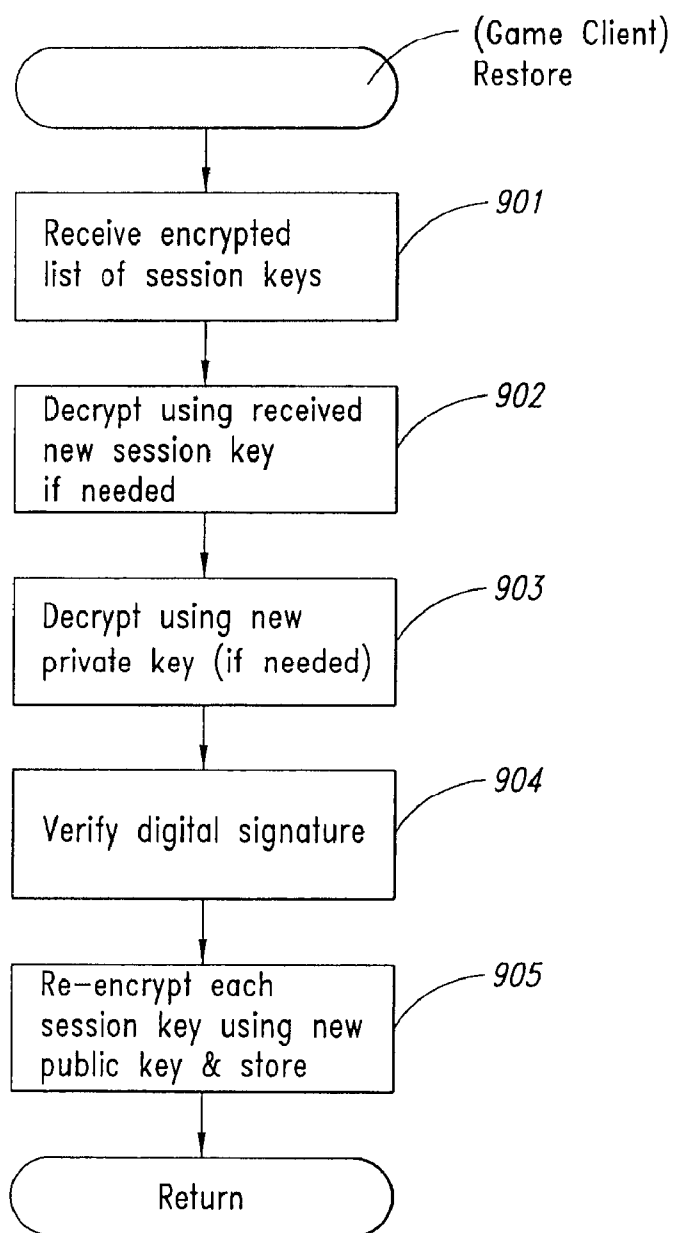 (Game Client)
Restore
901
Receive encrypted
list of session keys
902
Decrypt using received
new session key
if needed
903
Decrypt using new
private key (if needed)
904
Verify digital signature
905
Re-encrypt each
session key using new
public key & store
Return